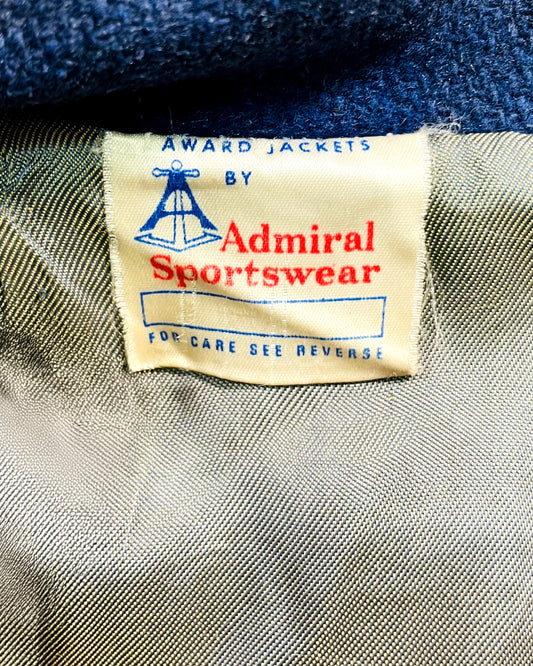 AWARD JACKETS
BY
Admiral
Sportswear
FOR CARE SEE REVERSE